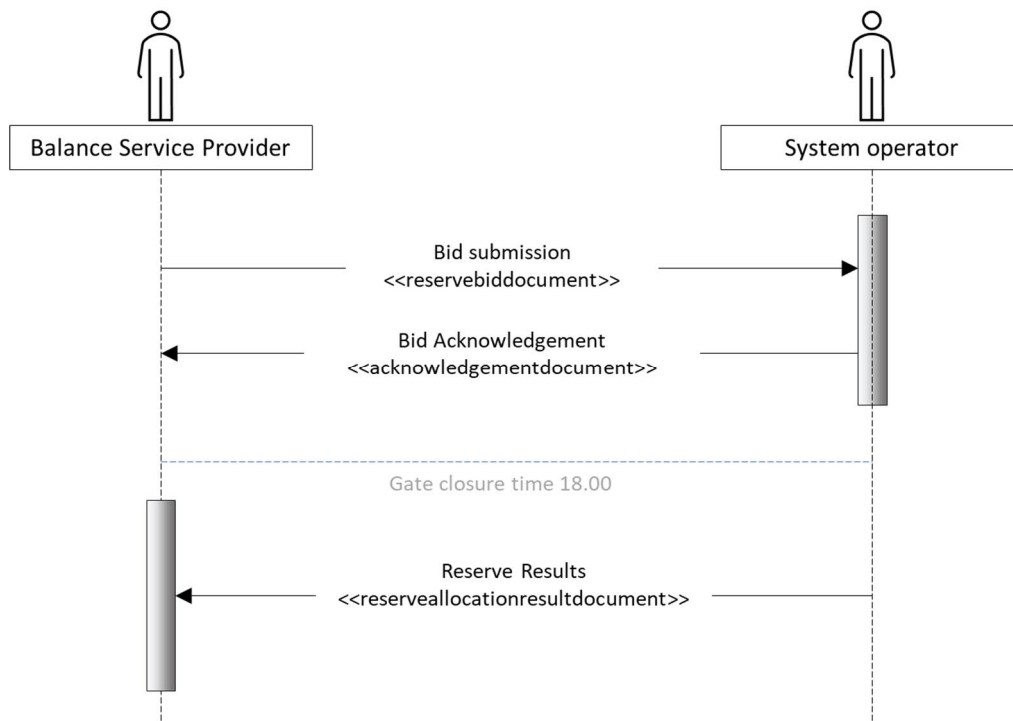 Balance Service Provider
System operator
Bid submission
<<reservebiddocument>>
Bid Acknowledgement
<<acknowledgementdocument>>
Gate closure time 18.00
Reserve Results
<<reserveallocationresultdocument>>